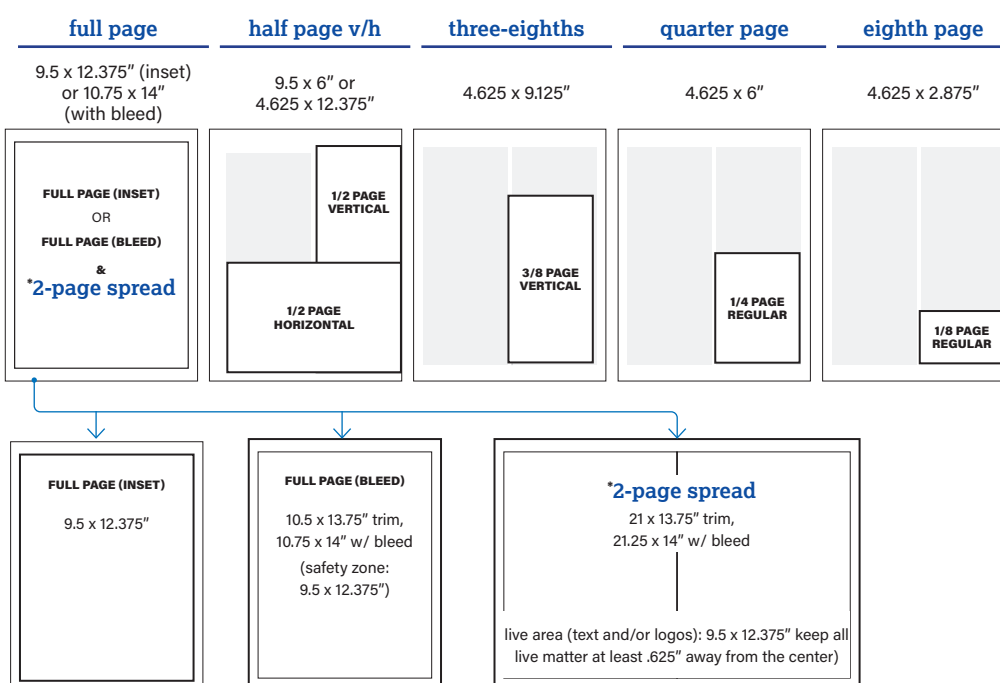 full page
9.5 x 12.375” (inset)
or 10.75 x 14”
(with bleed)
half page v/h
9.5 x 6” or
4.625 x 12.375”
three-eighths
4.625 x 9.125”
quarter page
4.625 x 6”
eighth page
4.625 x 2.875”
FULL PAGE (INSET)
OR
FULL PAGE (BLEED)
&
*2-page spread
1/2 PAGE
VERTICAL
1/2 PAGE
HORIZONTAL
3/8 PAGE
VERTICAL
1/4 PAGE
REGULAR
1/8 PAGE
REGULAR
FULL PAGE (INSET)
9.5 x 12.375”
FULL PAGE (BLEED)
10.5 x 13.75” trim,
10.75 x 14” w/ bleed
(safety zone:
9.5 x 12.375”)
*2-page spread
21 x 13.75” trim,
21.25 x 14” w/ bleed
live area (text and/or logos): 9.5 x 12.375” keep all
live matter at least .625” away from the center)